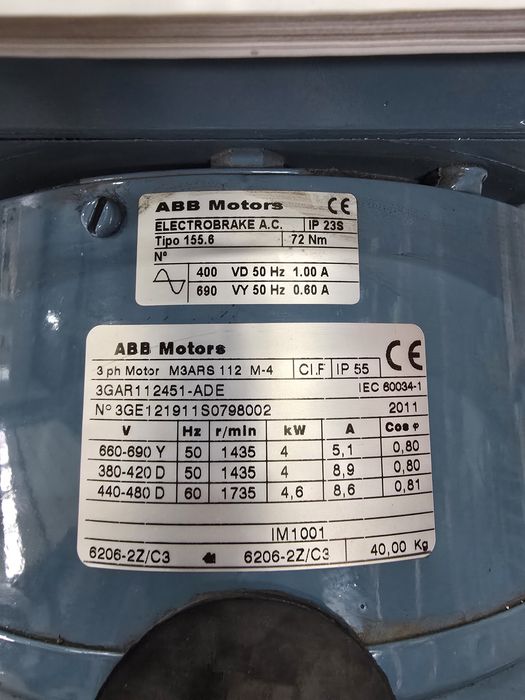 ABB Motors CE
ELECTROBRAKE A.C. IP 23S
Tipo 155.6 72 Nm
Nº
400 VD 50 Hz 1.00 A
690 VY 50 Hz 0.60 A
ABB Motors CE
3 ph Motor M3ARS 112 M-4 Cl.F IP 55
3GAR112451-ADE IEC 60034-1
Nº 3GE121911S0798002 2011
V Hz r/min kW A Cos φ
660-690 Y 50 1435 4 5,1 0,80
380-420 D 50 1435 4 8,9 0,80
440-480 D 60 1735 4,6 8,6 0,81
IM1001
6206-2Z/C3 6206-2Z/C3 40,00 Kg